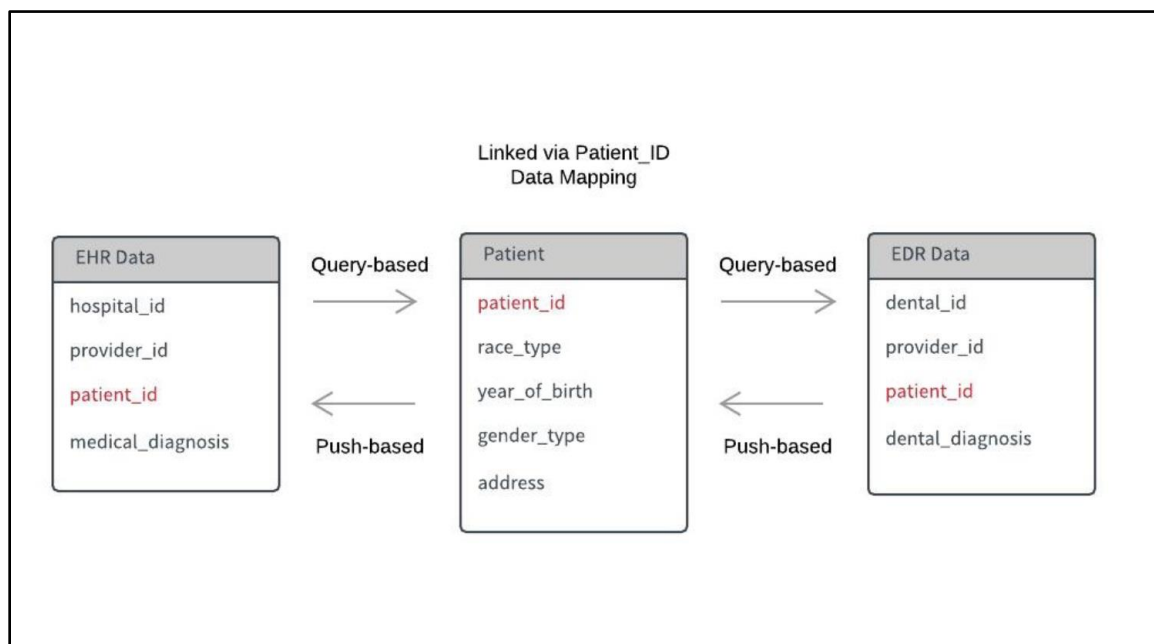 Linked via Patient_ID
Data Mapping
EHR Data
hospital_id
provider_id
patient_id
medical_diagnosis
Query-based
Push-based
Patient
patient_id
race_type
year_of_birth
gender_type
address
Query-based
Push-based
EDR Data
dental_id
provider_id
patient_id
dental_diagnosis